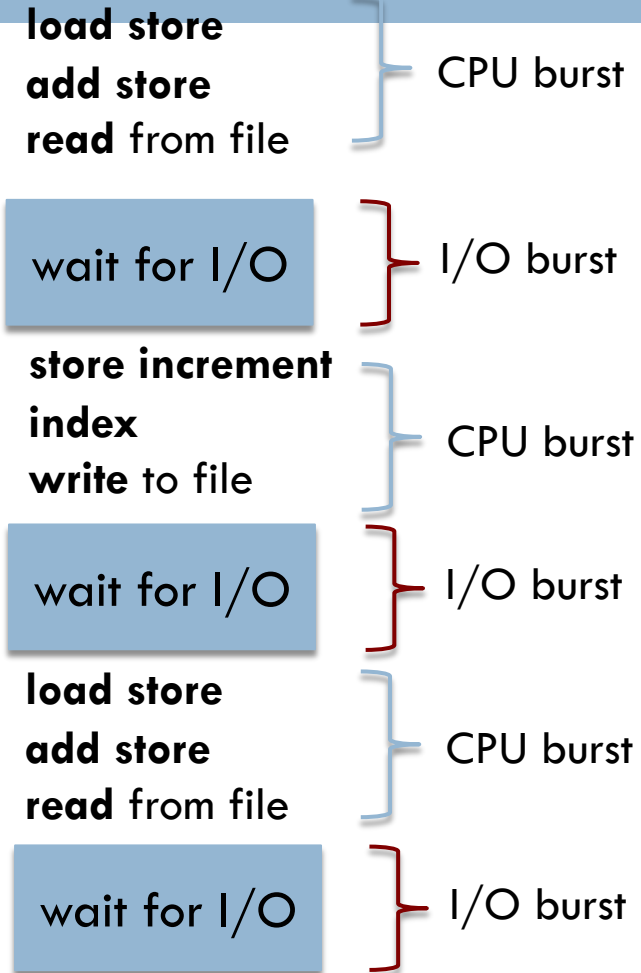 load store
add store
read from file
CPU burst
wait for I/O
I/O burst
store increment
index
write to file
CPU burst
wait for I/O
I/O burst
load store
add store
read from file
CPU burst
wait for I/O
I/O burst